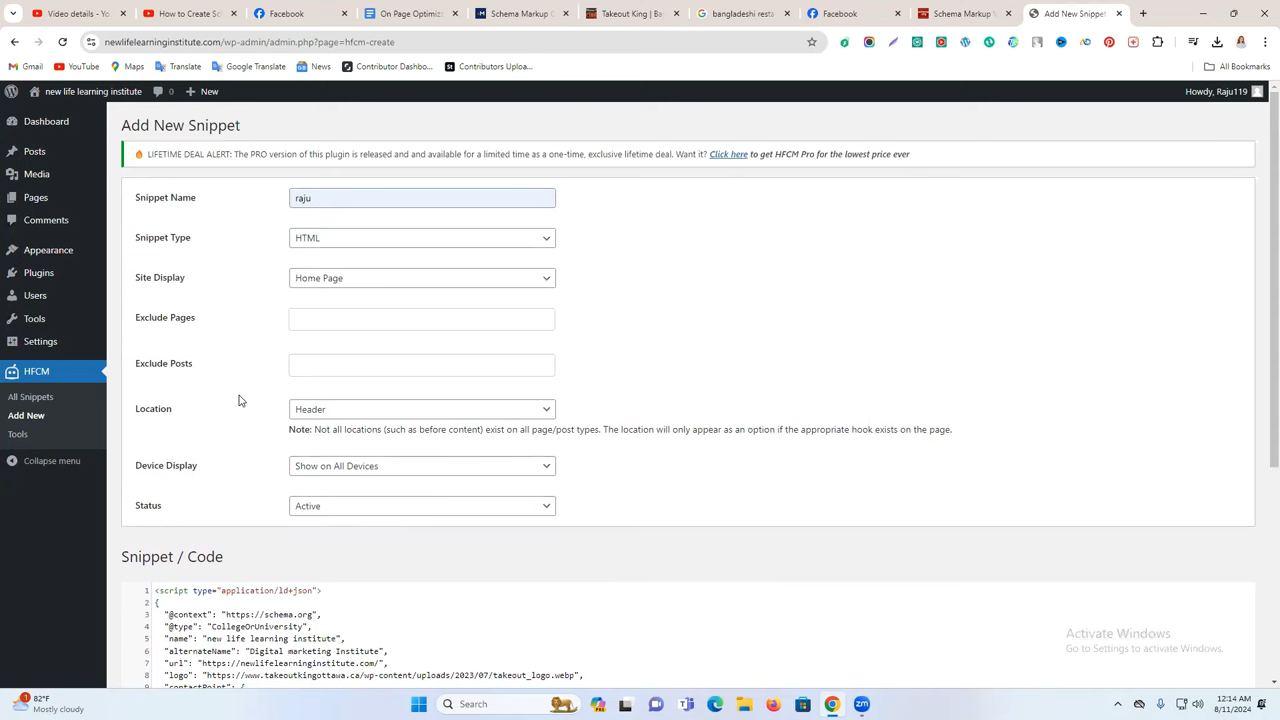 Video details - Yo
How to Create S
Facebook
On Page Optimiz
Schema Markup G
Takeout King | Ba
bangladeshi resta
Facebook
Schema Markup V
Add New Snippet
newlifelearninginstitute.com/wp-admin/admin.php?page=hfcm-create
Gmail
YouTube
Maps
Translate
Google Translate
News
Contributor Dashbo...
Contributors Uploa...
All Bookmarks
new life learning institute
0
New
Howdy, Raju119
Dashboard
Posts
Media
Pages
Comments
Appearance
Plugins
Users
Tools
Settings
HFCM
All Snippets
Add New
Tools
Collapse menu
Add New Snippet
LIFETIME DEAL ALERT: The PRO version of this plugin is released and and available for a limited time as a one-time, exclusive lifetime deal. Want it? Click here to get HFCM Pro for the lowest price ever
Snippet Name
raju
Snippet Type
HTML
Site Display
Home Page
Exclude Pages
Exclude Posts
Location
Header
Note: Not all locations (such as before content) exist on all page/post types. The location will only appear as an option if the appropriate hook exists on the page.
Device Display
Show on All Devices
Status
Active
Snippet / Code
1 <script type="application/ld+json">
2 {
3 "@context": "https://schema.org",
4 "@type": "CollegeOrUniversity",
5 "name": "new life learning institute",
6 "alternateName": "Digital marketing Institute",
7 "url": "https://newlifelearninginstitute.com/",
8 "logo": "https://www.takeoutkingottawa.ca/wp-content/uploads/2023/07/takeout_logo.webp",
9 "contactPoint": {
Activate Windows
Go to Settings to activate Windows.
1
82°F
Mostly cloudy
Search
12:14 AM
8/11/2024